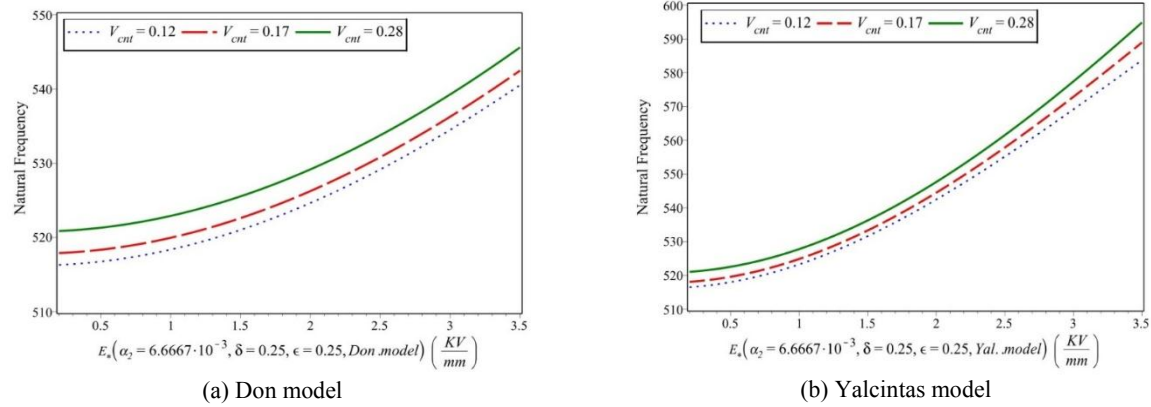 550
540
530
520
510
Natural Frequency
V_cnt = 0.12 V_cnt = 0.17 V_cnt = 0.28
0.5 1 1.5 2 2.5 3 3.5
E_*(α_2 = 6.6667·10^-3, δ = 0.25, ϵ = 0.25, Don .model) (KV/mm)
(a) Don model
600
590
580
570
560
550
540
530
520
510
Natural Frequency
V_cnt = 0.12 V_cnt = 0.17 V_cnt = 0.28
0.5 1 1.5 2 2.5 3 3.5
E_*(α_2 = 6.6667·10^-3, δ = 0.25, ϵ = 0.25, Yal. .model) (KV/mm)
(b) Yalcintas model